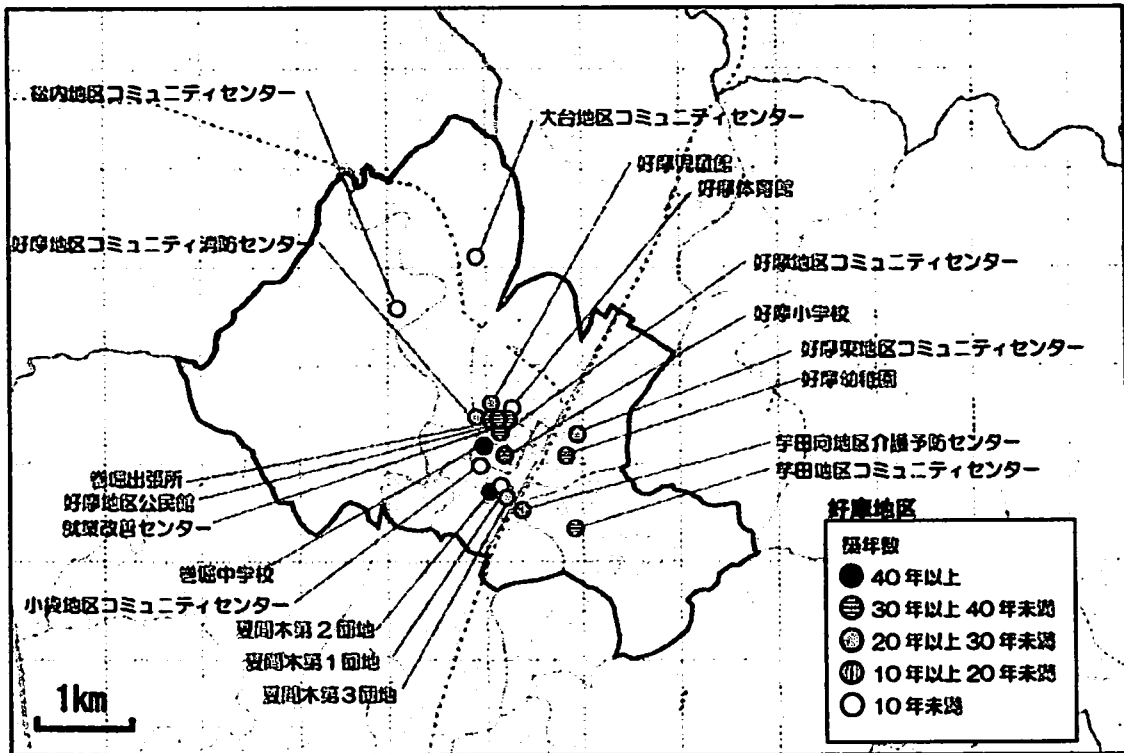 松内地区コミュニティセンター
大台地区コミュニティセンター
好摩児童館
好摩体育館
好摩地区コミュニティ消防センター
好摩地区コミュニティセンター
好摩小学校
好摩東地区コミュニティセンター
好摩幼稚園
芋田向地区介護予防センター
芋田地区コミュニティセンター
巻堀出張所
好摩地区公民館
就業改善センター
巻堀中学校
小袋地区コミュニティセンター
夏間木第2団地
夏間木第1団地
夏間木第3団地
好摩地区
築年数
40年以上
30年以上40年未満
20年以上30年未満
10年以上20年未満
10年未満
1km